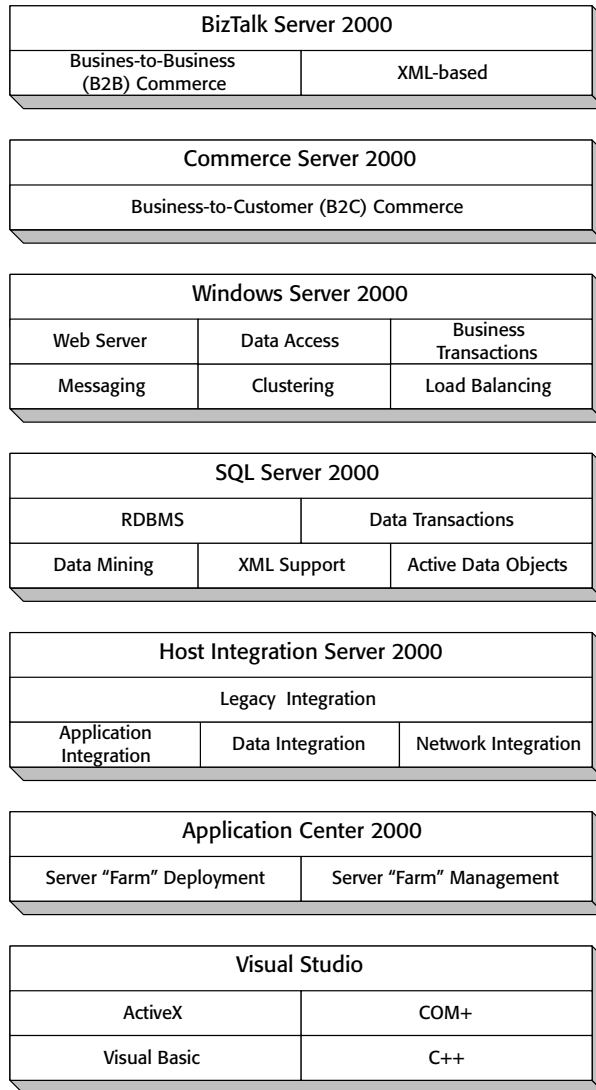 BizTalk Server 2000
Busines-to-Business
(B2B) Commerce
XML-based
Commerce Server 2000
Business-to-Customer (B2C) Commerce
Windows Server 2000
Web Server
Data Access
Business
Transactions
Messaging
Clustering
Load Balancing
SQL Server 2000
RDBMS
Data Transactions
Data Mining
XML Support
Active Data Objects
Host Integration Server 2000
Legacy Integration
Application
Integration
Data Integration
Network Integration
Application Center 2000
Server “Farm” Deployment
Server “Farm” Management
Visual Studio
ActiveX
COM+
Visual Basic
C++